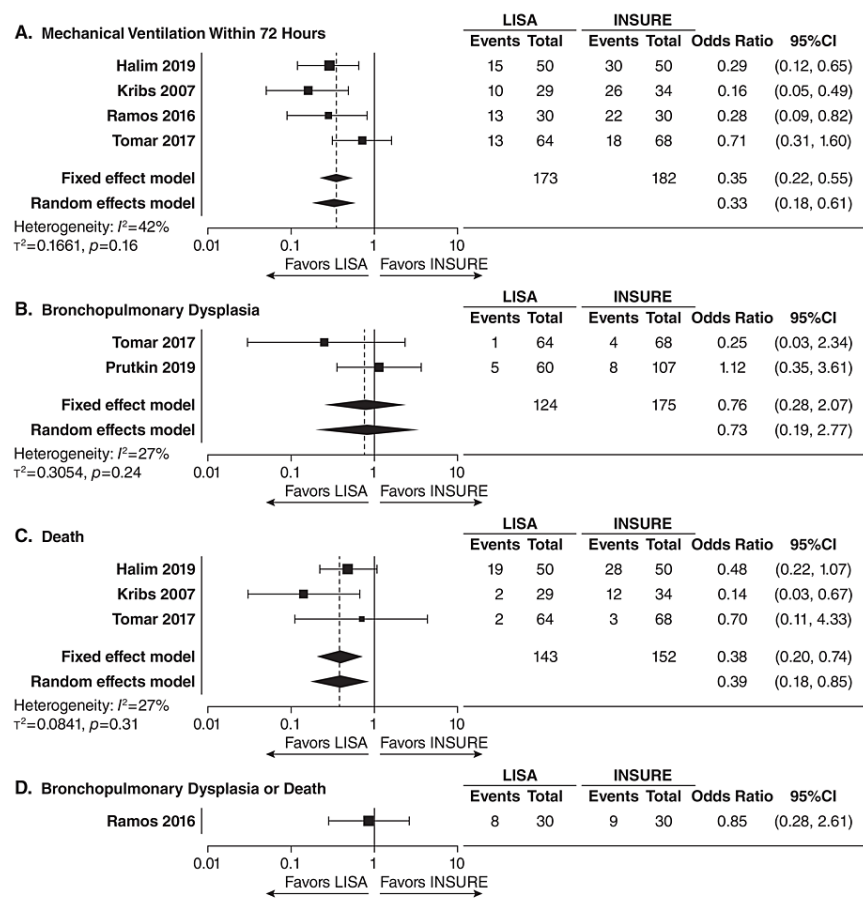 LISA INSURE
A. Mechanical Ventilation Within 72 Hours Events Total Events Total Odds Ratio 95%CI
Halim 2019 15 50 30 50 0.29 (0.12, 0.65)
Kribs 2007 10 29 26 34 0.16 (0.05, 0.49)
Ramos 2016 13 30 22 30 0.28 (0.09, 0.82)
Tomar 2017 13 64 18 68 0.71 (0.31, 1.60)
Fixed effect model 173 182 0.35 (0.22, 0.55)
Random effects model 0.33 (0.18, 0.61)
Heterogeneity: I²=42%
τ²=0.1661, p=0.16
0.01 0.1 1 10
Favors LISA Favors INSURE
LISA INSURE
B. Bronchopulmonary Dysplasia Events Total Events Total Odds Ratio 95%CI
Tomar 2017 1 64 4 68 0.25 (0.03, 2.34)
Prutkin 2019 5 60 8 107 1.12 (0.35, 3.61)
Fixed effect model 124 175 0.76 (0.28, 2.07)
Random effects model 0.73 (0.19, 2.77)
Heterogeneity: I²=27%
τ²=0.3054, p=0.24
0.01 0.1 1 10
Favors LISA Favors INSURE
LISA INSURE
C. Death Events Total Events Total Odds Ratio 95%CI
Halim 2019 19 50 28 50 0.48 (0.22, 1.07)
Kribs 2007 2 29 12 34 0.14 (0.03, 0.67)
Tomar 2017 2 64 3 68 0.70 (0.11, 4.33)
Fixed effect model 143 152 0.38 (0.20, 0.74)
Random effects model 0.39 (0.18, 0.85)
Heterogeneity: I²=27%
τ²=0.0841, p=0.31
0.01 0.1 1 10
Favors LISA Favors INSURE
LISA INSURE
D. Bronchopulmonary Dysplasia or Death Events Total Events Total Odds Ratio 95%CI
Ramos 2016 8 30 9 30 0.85 (0.28, 2.61)
0.01 0.1 1 10
Favors LISA Favors INSURE